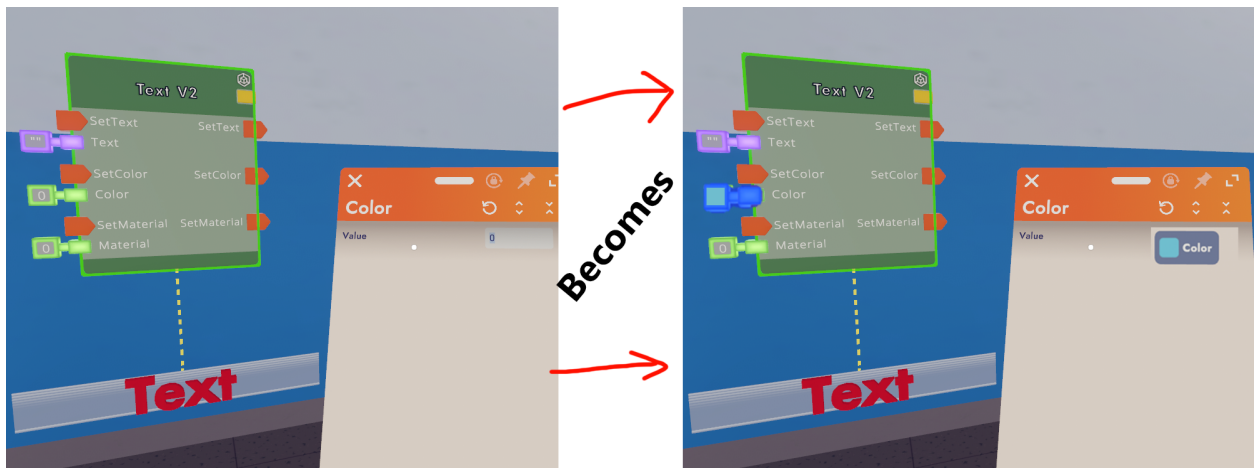 Text V2
SetText SetText
"" Text
SetColor SetColor
0 Color
SetMaterial SetMaterial
0 Material
Text
Color
Value 0
Becomes
Text V2
SetText SetText
"" Text
SetColor SetColor
Color
SetMaterial SetMaterial
0 Material
Text
Color
Value Color